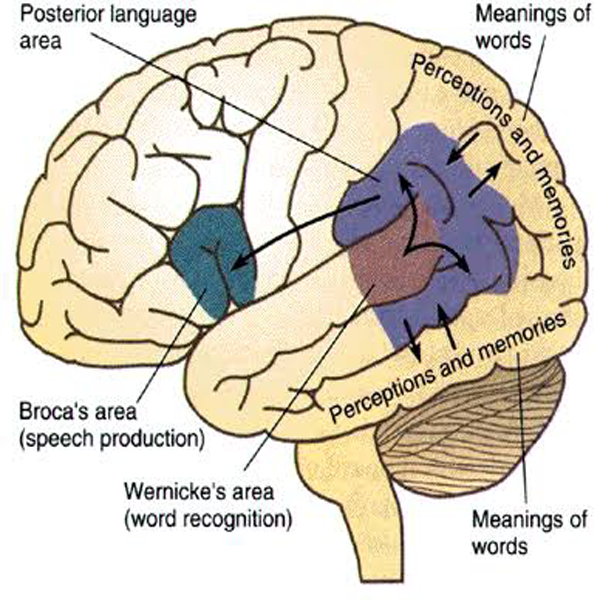 Posterior language
area
Meanings of
words
Perceptions and memories
Perceptions and memories
Broca's area
(speech production)
Wernicke's area
(word recognition)
Meanings of
words